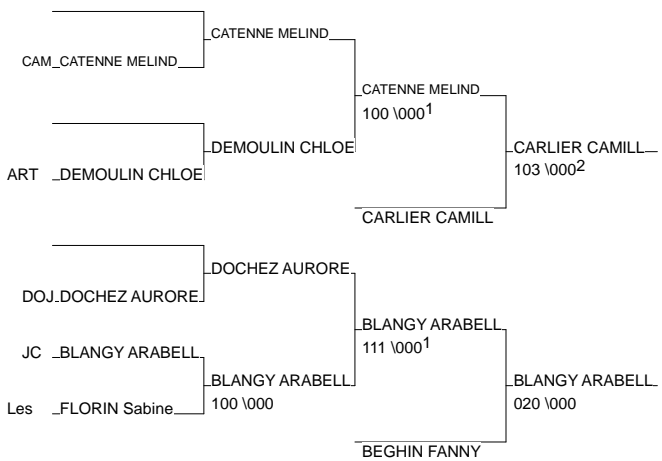 CATENNE MELIND
CAM CATENNE MELIND
CATENNE MELIND
100 \000¹
DEMOULIN CHLOE
CARLIER CAMILL
103 \000²
ART DEMOULIN CHLOE
CARLIER CAMILL
DOCHEZ AURORE
DOJ DOCHEZ AURORE
BLANGY ARABELL
111 \000¹
JC BLANGY ARABELL
BLANGY ARABELL
100 \000
BLANGY ARABELL
020 \000
Les FLORIN Sabine
BEGHIN FANNY